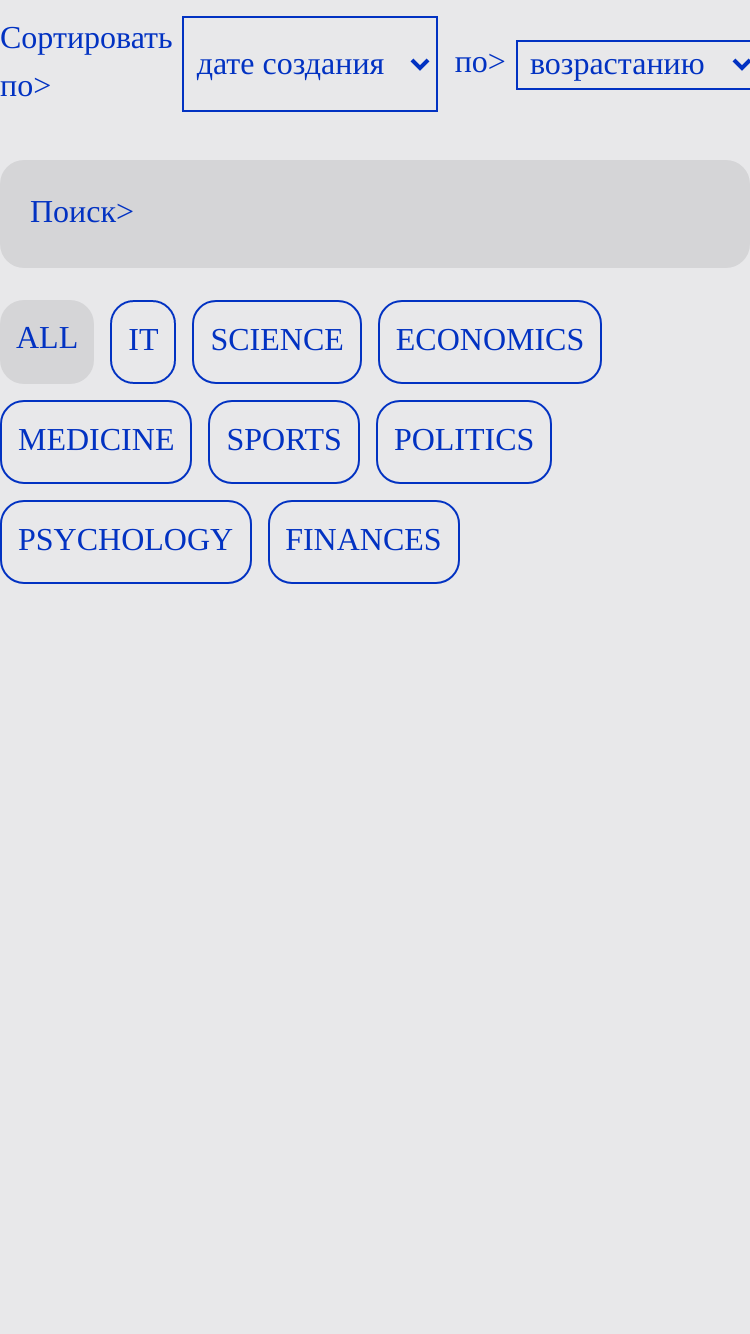 Сортировать
по> дате создания по> возрастанию
Поиск>
ALL IT SCIENCE ECONOMICS
MEDICINE SPORTS POLITICS
PSYCHOLOGY FINANCES